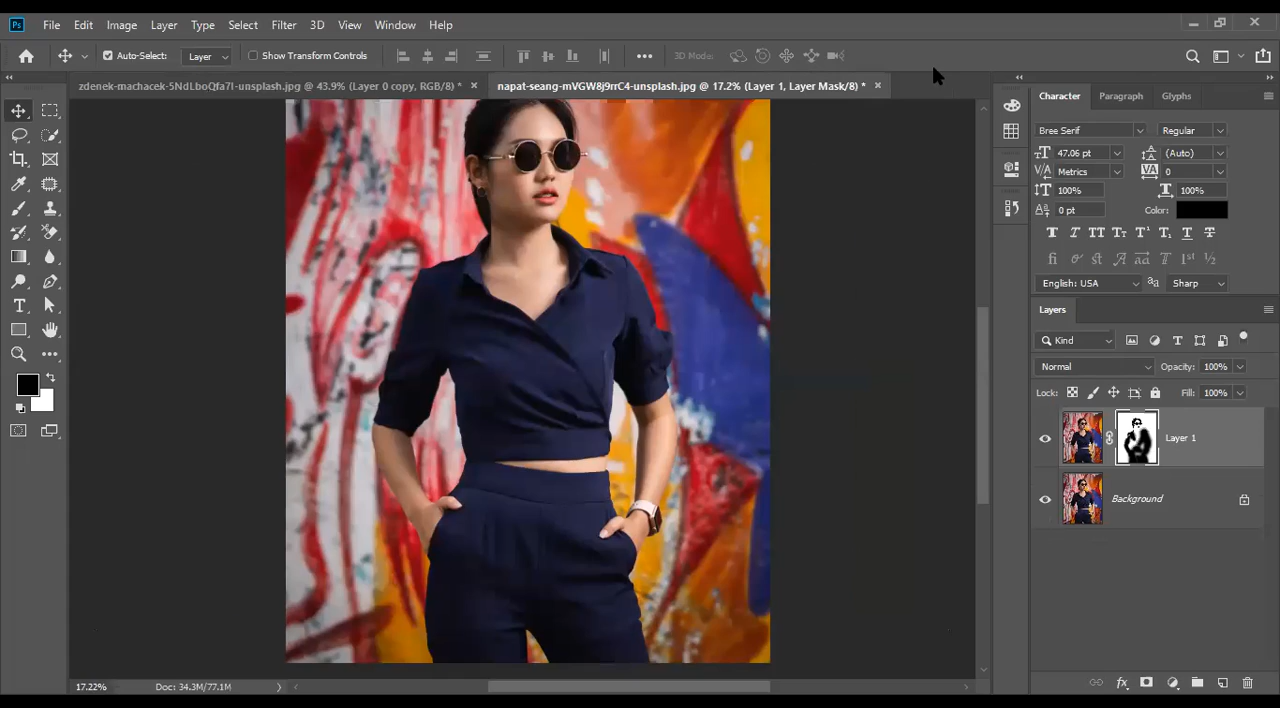 Ps File Edit Image Layer Type Select Filter 3D View Window Help
Auto-Select: Layer Show Transform Controls 3D Mode:
zdenek-machacek-5NdLboQfa7I-unsplash.jpg @ 43.9% (Layer 0 copy, RGB/8) * napat-seang-mVGW8j9rrC4-unsplash.jpg @ 17.2% (Layer 1, Layer Mask/8) *
Character Paragraph Glyphs
Bree Serif Regular
47.06 pt (Auto)
Metrics 0
100% 100%
0 pt Color:
English: USA Sharp
Layers
Kind
Normal Opacity: 100%
Lock: Fill: 100%
Layer 1
Background
17.22% Doc: 34.3M/77.1M